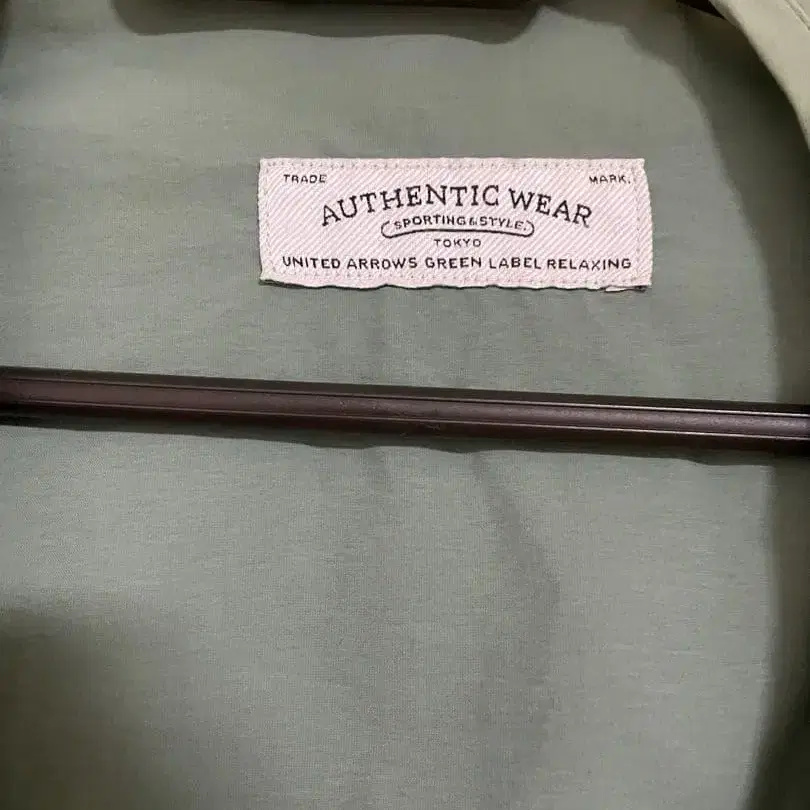 TRADE MARK.
AUTHENTIC WEAR
SPORTING & STYLE.
TOKYO
UNITED ARROWS GREEN LABEL RELAXING